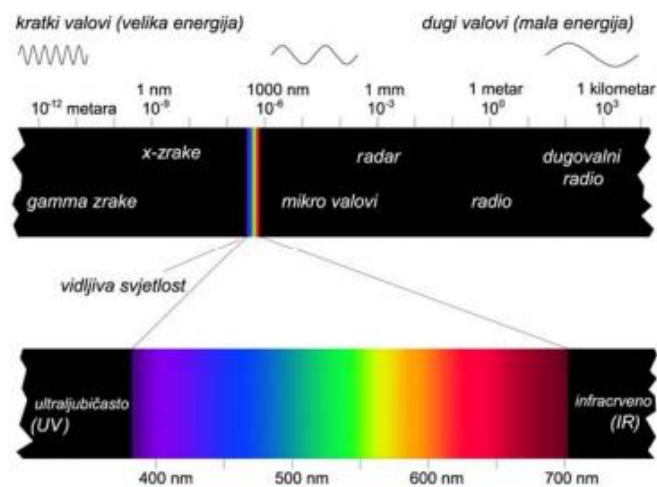 kratki valovi (velika energija) dugi valovi (mala energija)
1 nm 1000 nm 1 mm 1 metar 1 kilometar
10⁻¹² metara 10⁻⁹ 10⁻⁶ 10⁻³ 10⁰ 10³
x-zrake radar dugovalni
radio
gamma zrake mikro valovi radio
vidljiva svjetlost
ultraljubičasto infracrveno
(UV) (IR)
400 nm 500 nm 600 nm 700 nm